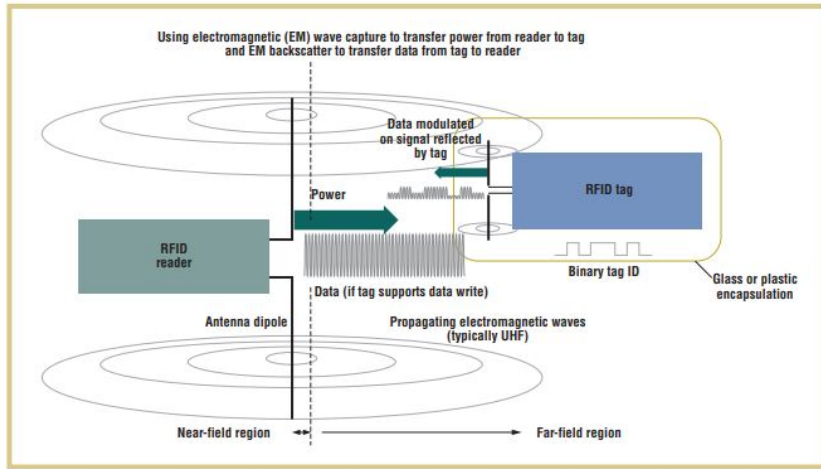 Using electromagnetic (EM) wave capture to transfer power from reader to tag
and EM backscatter to transfer data from tag to reader
Data modulated
on signal reflected
by tag
Power
RFID tag
RFID
reader
Binary tag ID
Glass or plastic
encapsulation
Data (if tag supports data write)
Antenna dipole
Propagating electromagnetic waves
(typically UHF)
Near-field region
Far-field region